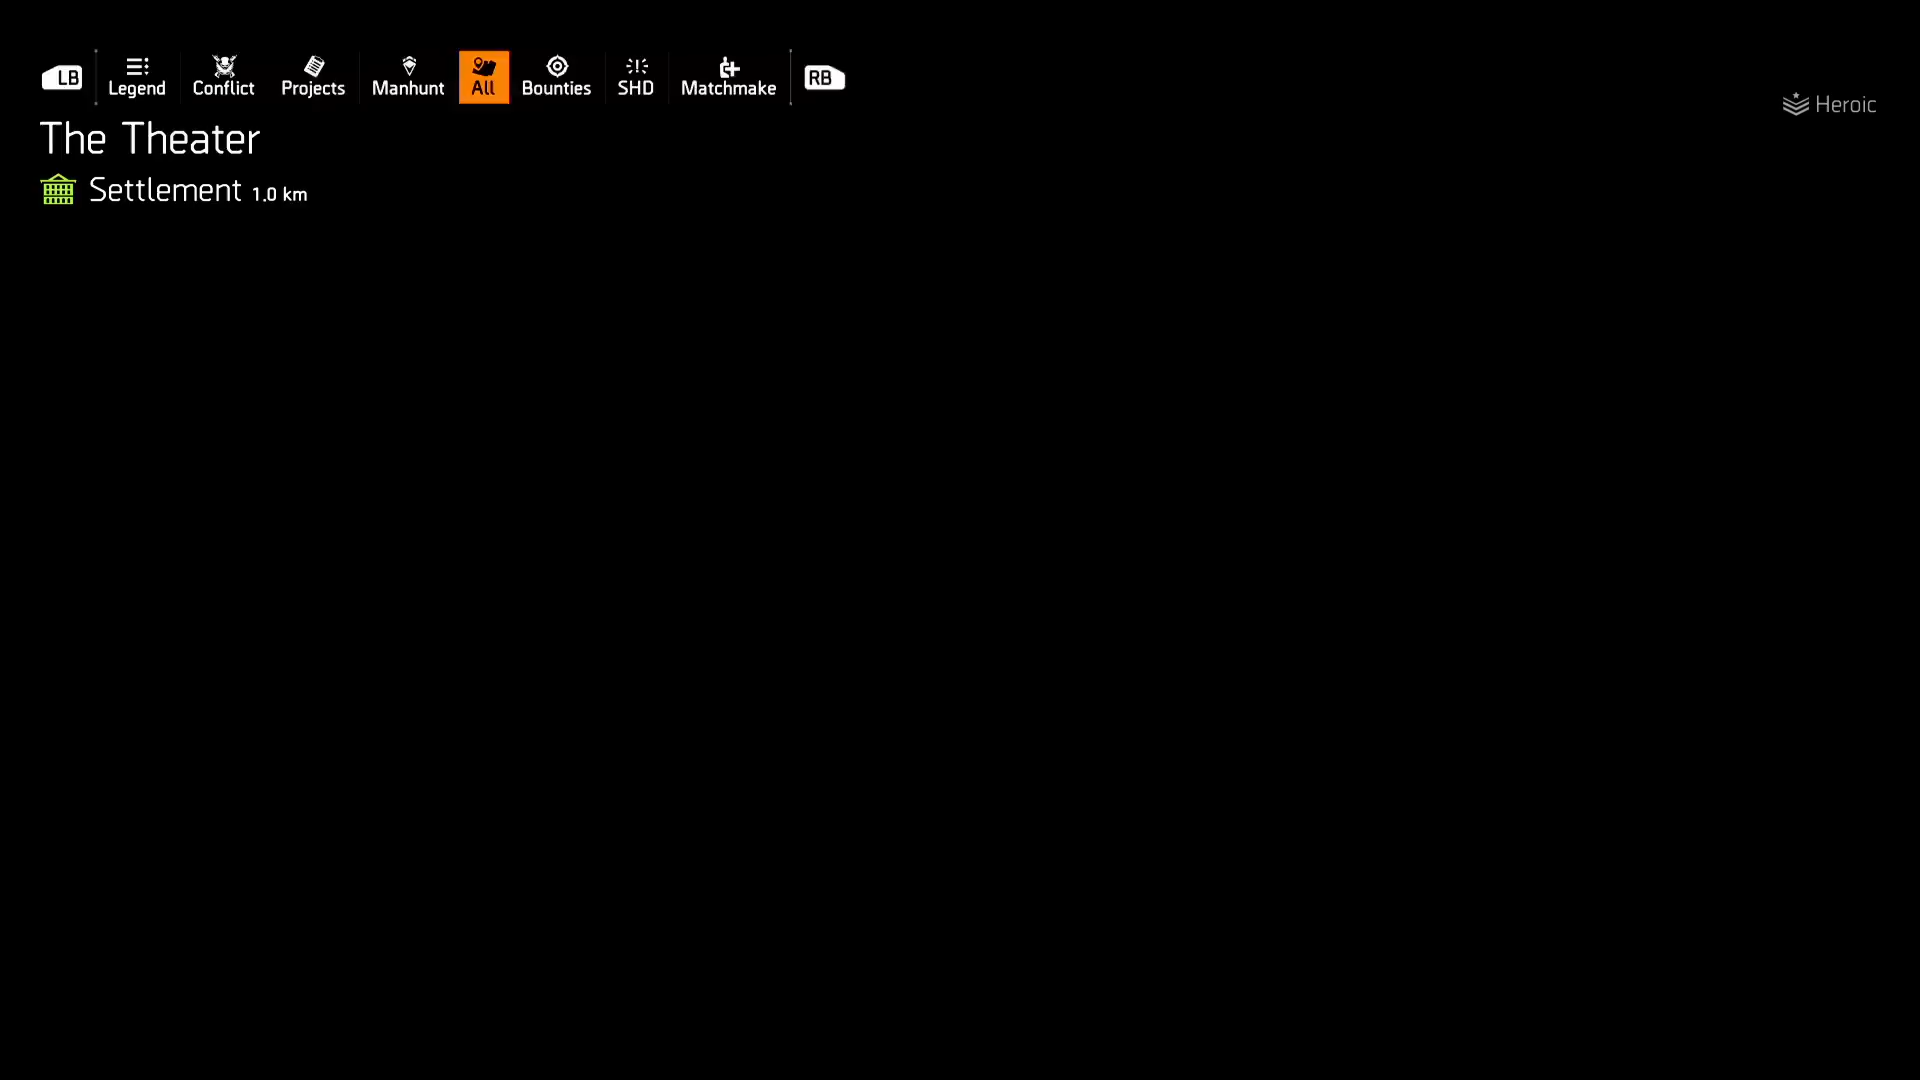 LB Legend Conflict Projects Manhunt All Bounties SHD Matchmake RB
Heroic
The Theater
Settlement 1.0 km